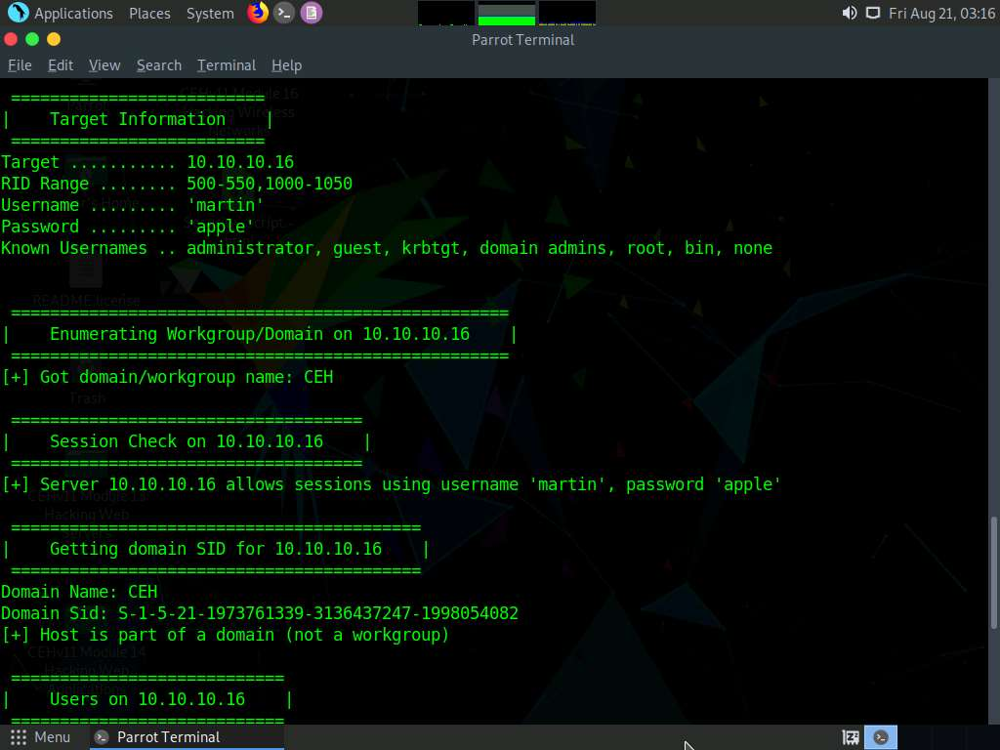 Applications Places System Fri Aug 21, 03:16
Parrot Terminal
File Edit View Search Terminal Help
==========================
| Target Information |
==========================
Target ........... 10.10.10.16
RID Range ........ 500-550,1000-1050
Username ......... 'martin'
Password ......... 'apple'
Known Usernames .. administrator, guest, krbtgt, domain admins, root, bin, none
===================================================
| Enumerating Workgroup/Domain on 10.10.10.16 |
===================================================
[+] Got domain/workgroup name: CEH
====================================
| Session Check on 10.10.10.16 |
====================================
[+] Server 10.10.10.16 allows sessions using username 'martin', password 'apple'
==========================================
| Getting domain SID for 10.10.10.16 |
==========================================
Domain Name: CEH
Domain Sid: S-1-5-21-1973761339-3136437247-1998054082
[+] Host is part of a domain (not a workgroup)
============================
| Users on 10.10.10.16 |
============================
Menu Parrot Terminal